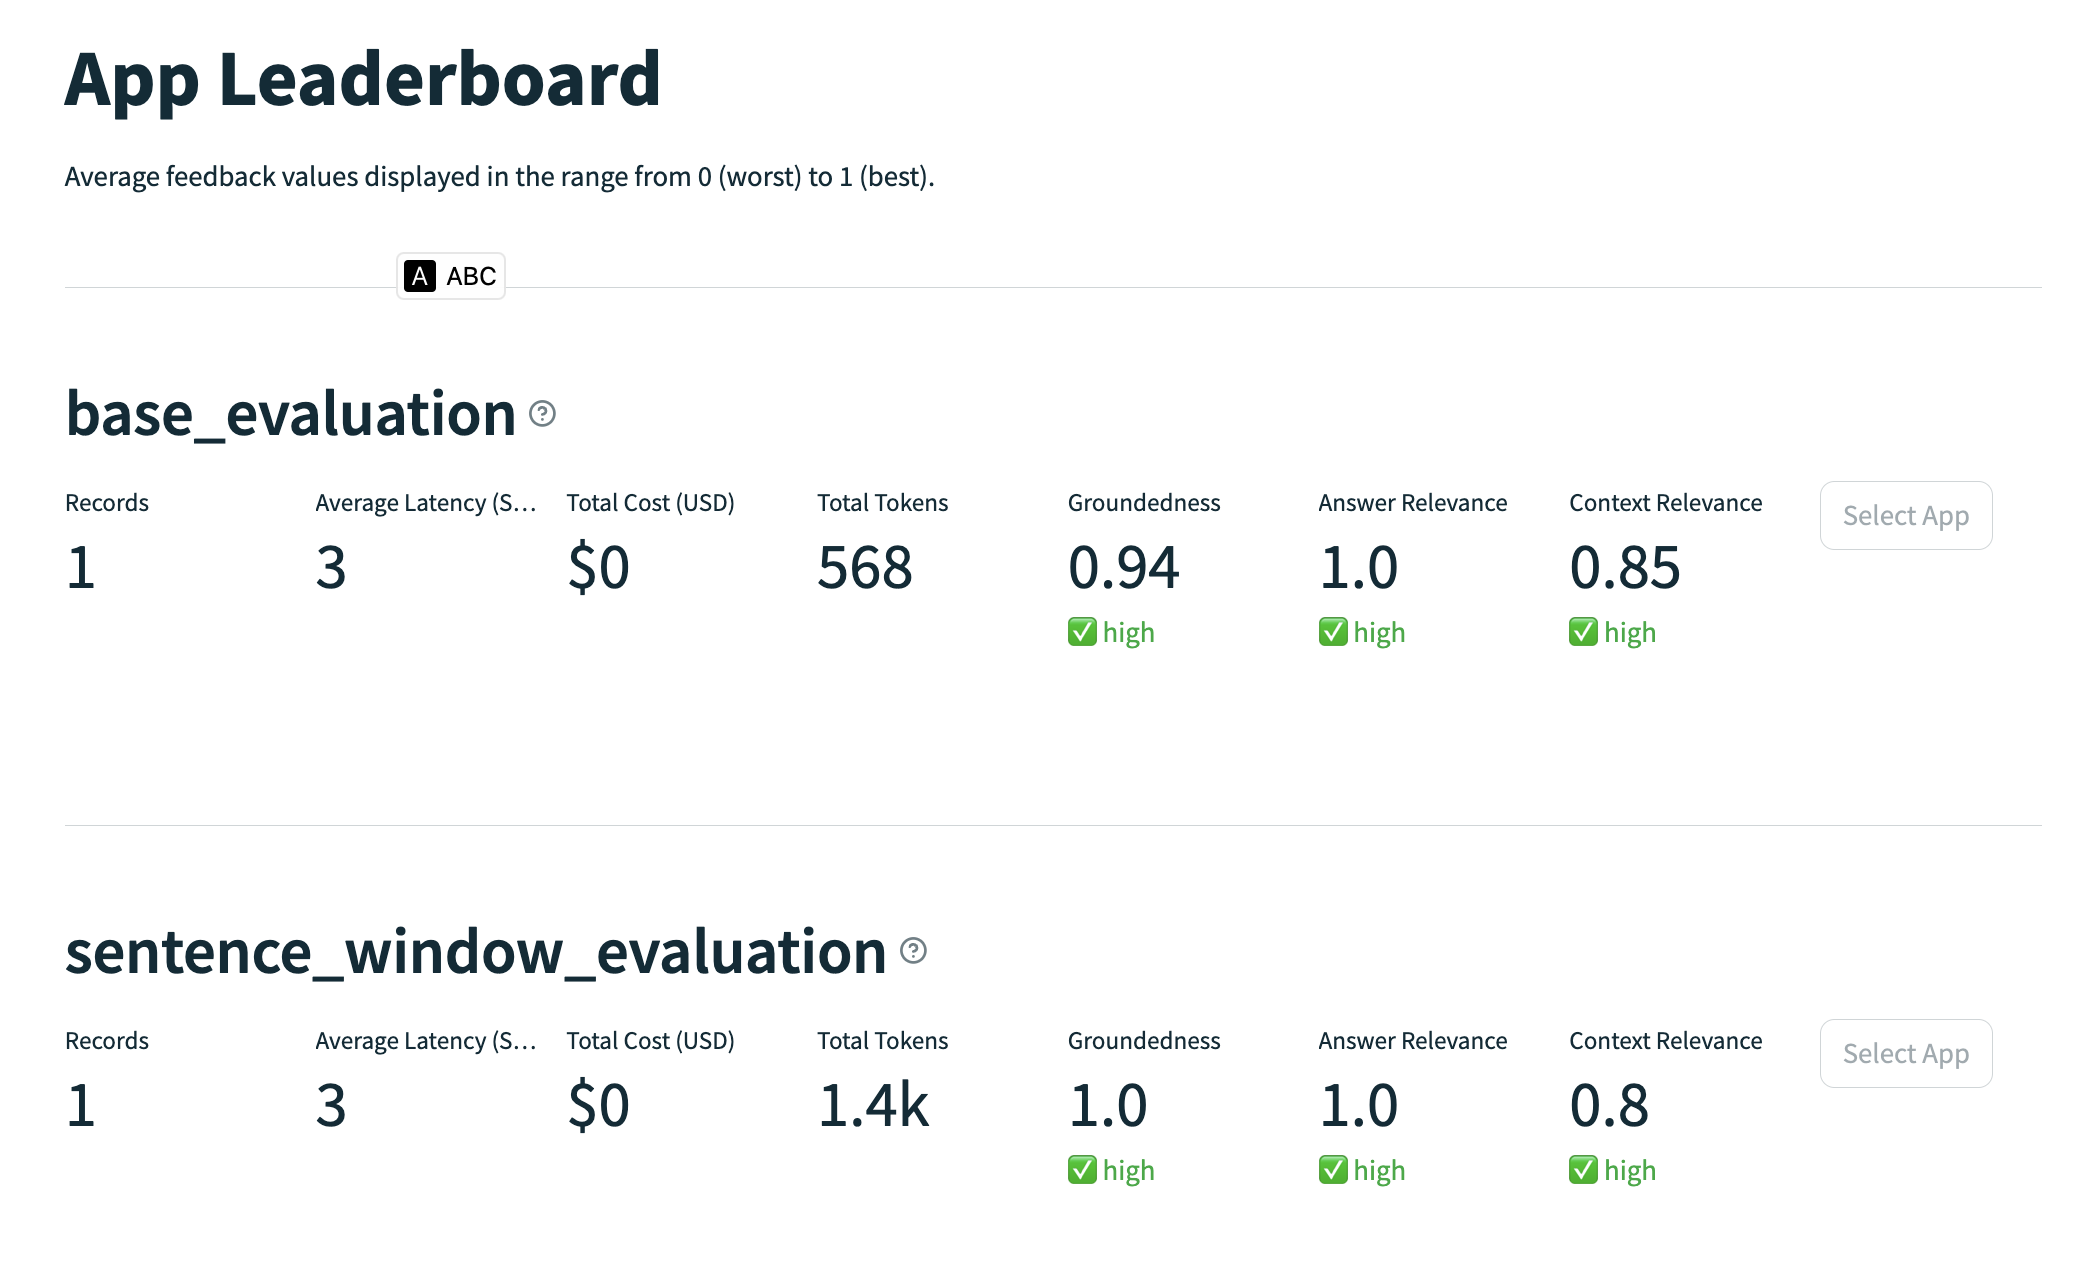 App Leaderboard
Average feedback values displayed in the range from 0 (worst) to 1 (best).
A ABC
base_evaluation ?
Records Average Latency (S... Total Cost (USD) Total Tokens Groundedness Answer Relevance Context Relevance Select App
1 3 $0 568 0.94 1.0 0.85
✅ high ✅ high ✅ high
sentence_window_evaluation ?
Records Average Latency (S... Total Cost (USD) Total Tokens Groundedness Answer Relevance Context Relevance Select App
1 3 $0 1.4k 1.0 1.0 0.8
✅ high ✅ high ✅ high